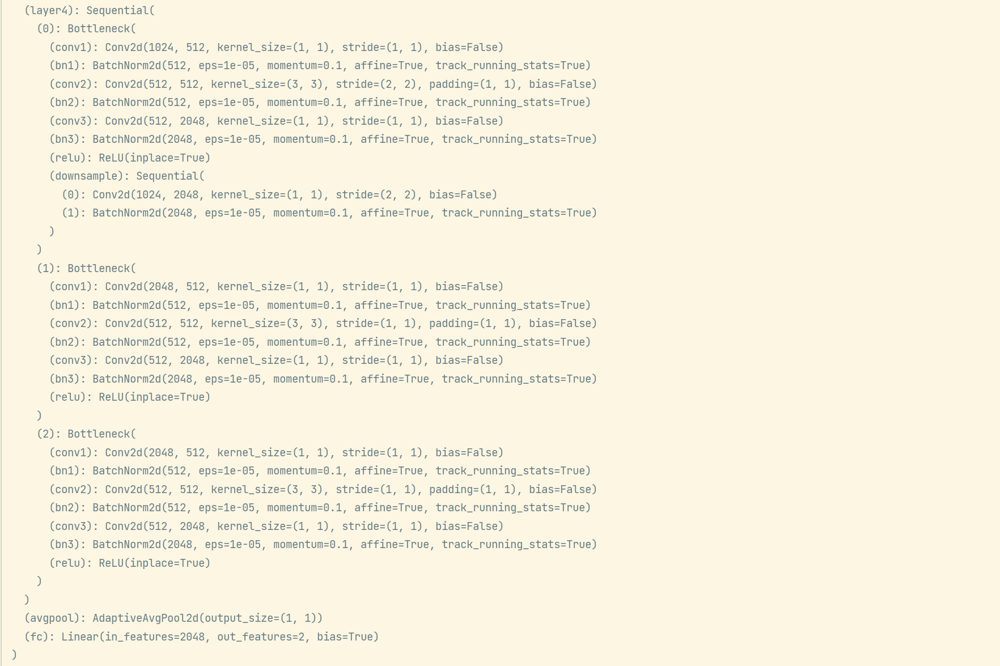 (layer4): Sequential(
(0): Bottleneck(
(conv1): Conv2d(1024, 512, kernel_size=(1, 1), stride=(1, 1), bias=False)
(bn1): BatchNorm2d(512, eps=1e-05, momentum=0.1, affine=True, track_running_stats=True)
(conv2): Conv2d(512, 512, kernel_size=(3, 3), stride=(2, 2), padding=(1, 1), bias=False)
(bn2): BatchNorm2d(512, eps=1e-05, momentum=0.1, affine=True, track_running_stats=True)
(conv3): Conv2d(512, 2048, kernel_size=(1, 1), stride=(1, 1), bias=False)
(bn3): BatchNorm2d(2048, eps=1e-05, momentum=0.1, affine=True, track_running_stats=True)
(relu): ReLU(inplace=True)
(downsample): Sequential(
(0): Conv2d(1024, 2048, kernel_size=(1, 1), stride=(2, 2), bias=False)
(1): BatchNorm2d(2048, eps=1e-05, momentum=0.1, affine=True, track_running_stats=True)
)
)
(1): Bottleneck(
(conv1): Conv2d(2048, 512, kernel_size=(1, 1), stride=(1, 1), bias=False)
(bn1): BatchNorm2d(512, eps=1e-05, momentum=0.1, affine=True, track_running_stats=True)
(conv2): Conv2d(512, 512, kernel_size=(3, 3), stride=(1, 1), padding=(1, 1), bias=False)
(bn2): BatchNorm2d(512, eps=1e-05, momentum=0.1, affine=True, track_running_stats=True)
(conv3): Conv2d(512, 2048, kernel_size=(1, 1), stride=(1, 1), bias=False)
(bn3): BatchNorm2d(2048, eps=1e-05, momentum=0.1, affine=True, track_running_stats=True)
(relu): ReLU(inplace=True)
)
(2): Bottleneck(
(conv1): Conv2d(2048, 512, kernel_size=(1, 1), stride=(1, 1), bias=False)
(bn1): BatchNorm2d(512, eps=1e-05, momentum=0.1, affine=True, track_running_stats=True)
(conv2): Conv2d(512, 512, kernel_size=(3, 3), stride=(1, 1), padding=(1, 1), bias=False)
(bn2): BatchNorm2d(512, eps=1e-05, momentum=0.1, affine=True, track_running_stats=True)
(conv3): Conv2d(512, 2048, kernel_size=(1, 1), stride=(1, 1), bias=False)
(bn3): BatchNorm2d(2048, eps=1e-05, momentum=0.1, affine=True, track_running_stats=True)
(relu): ReLU(inplace=True)
)
)
(avgpool): AdaptiveAvgPool2d(output_size=(1, 1))
(fc): Linear(in_features=2048, out_features=2, bias=True)
)